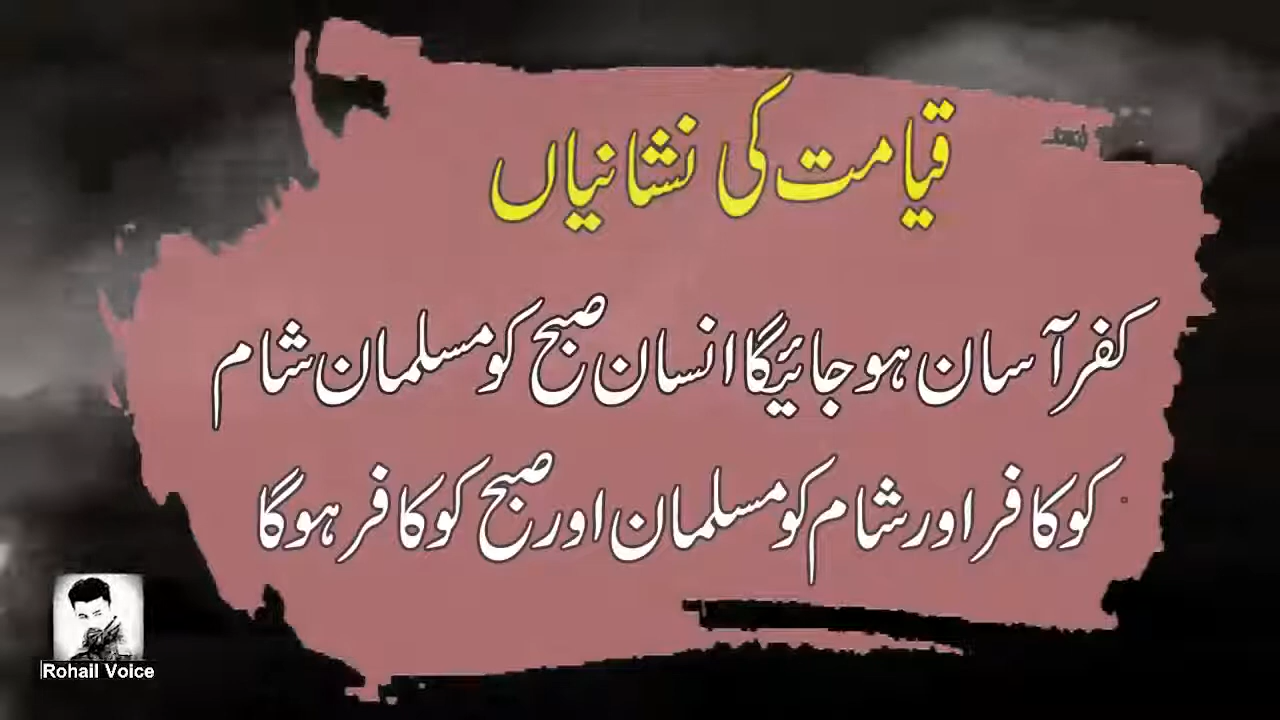 قیامت کی نشانیاں
کفر آسان ہو جائیگا انسان صبح کو مسلمان شام
کو کافر اور شام کو مسلمان اور صبح کو کافر ہو گا
Rohail Voice